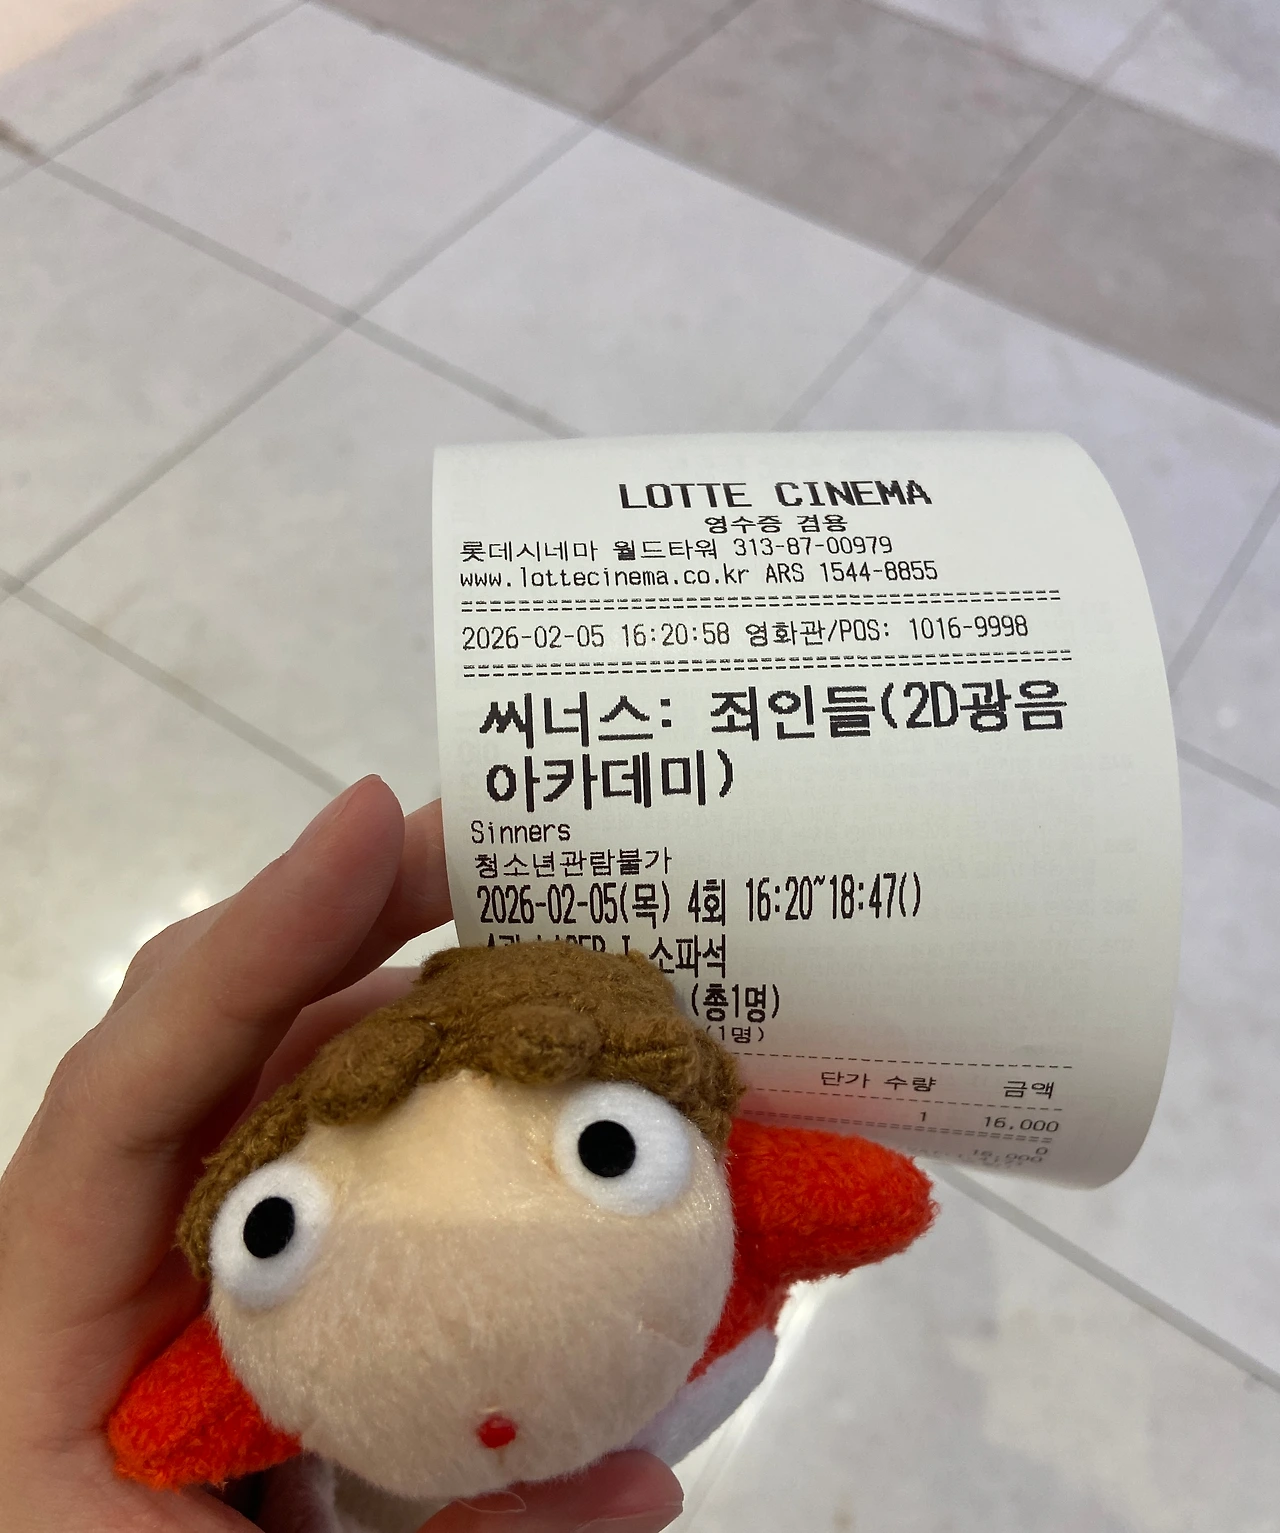 LOTTE CINEMA
영수증 겸용
롯데시네마 월드타워 313-87-00979
www.lottecinema.co.kr ARS 1544-8855
2026-02-05 16:20:58 영화관/POS: 1016-9998
씨너스: 죄인들(2D광음
아카데미)
Sinners
청소년관람불가
2026-02-05(목) 4회 16:20~18:47()
소파석
(총1명)
(1명)
단가 수량 금액
1 16,000
0